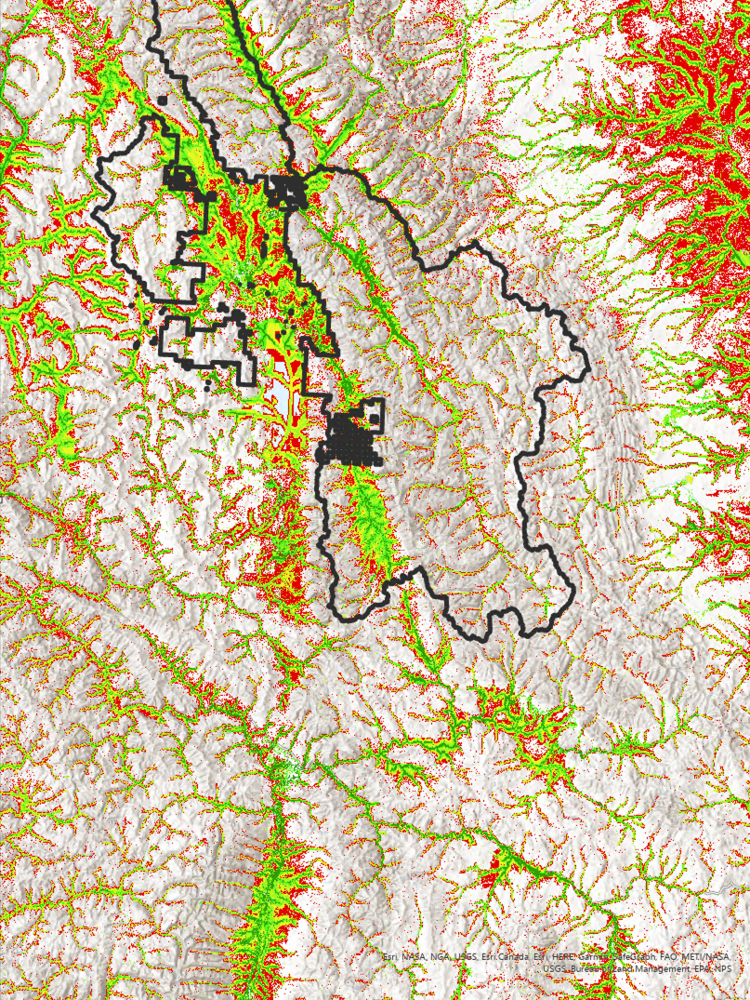 Esri, NASA, NGA, USGS, Esri Canada, Esri, HERE, Garmin, SafeGraph, FAO, METI/NASA,
USGS, Bureau of Land Management, EPA, NPS